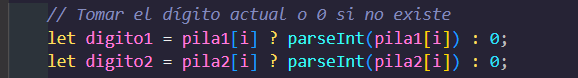 // Tomar el dígito actual o 0 si no existe
let digito1 = pila1[i] ? parseInt(pila1[i]) : 0;
let digito2 = pila2[i] ? parseInt(pila2[i]) : 0;